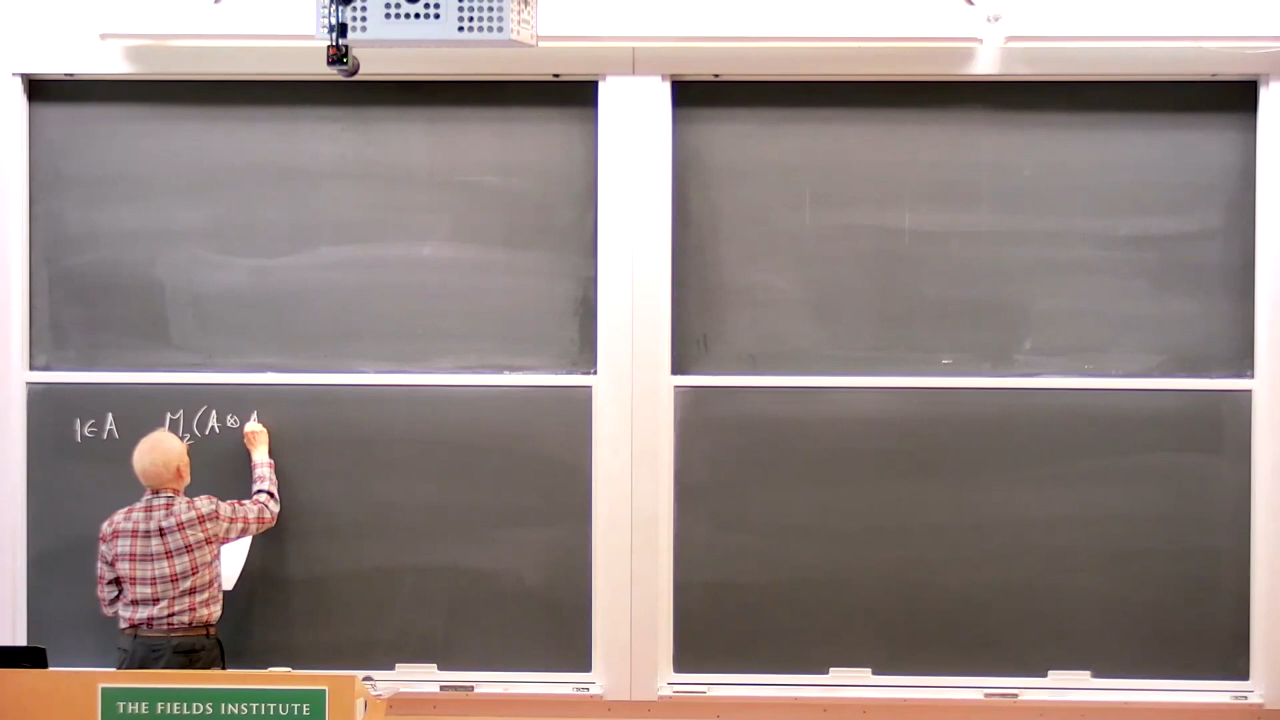 1∈A M₂(A⊗A
THE FIELDS INSTITUTE